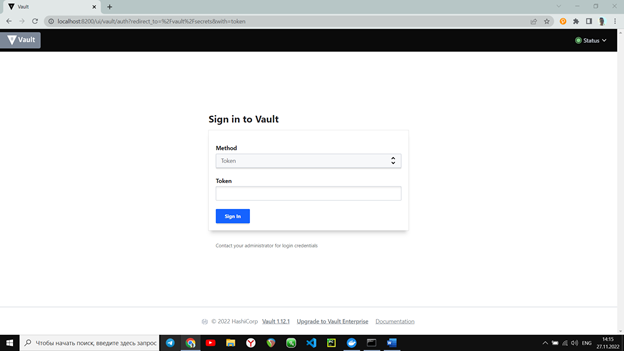 Vault
localhost:8200/ui/vault/auth?redirect_to=%2Fvault%2Fsecrets&with=token
Vault
Status
Sign in to Vault
Method
Token
Token
Sign In
Contact your administrator for login credentials
© 2022 HashiCorp Vault 1.12.1 Upgrade to Vault Enterprise Documentation
Чтобы начать поиск, введите здесь запрос
ENG
14:15
27.11.2022